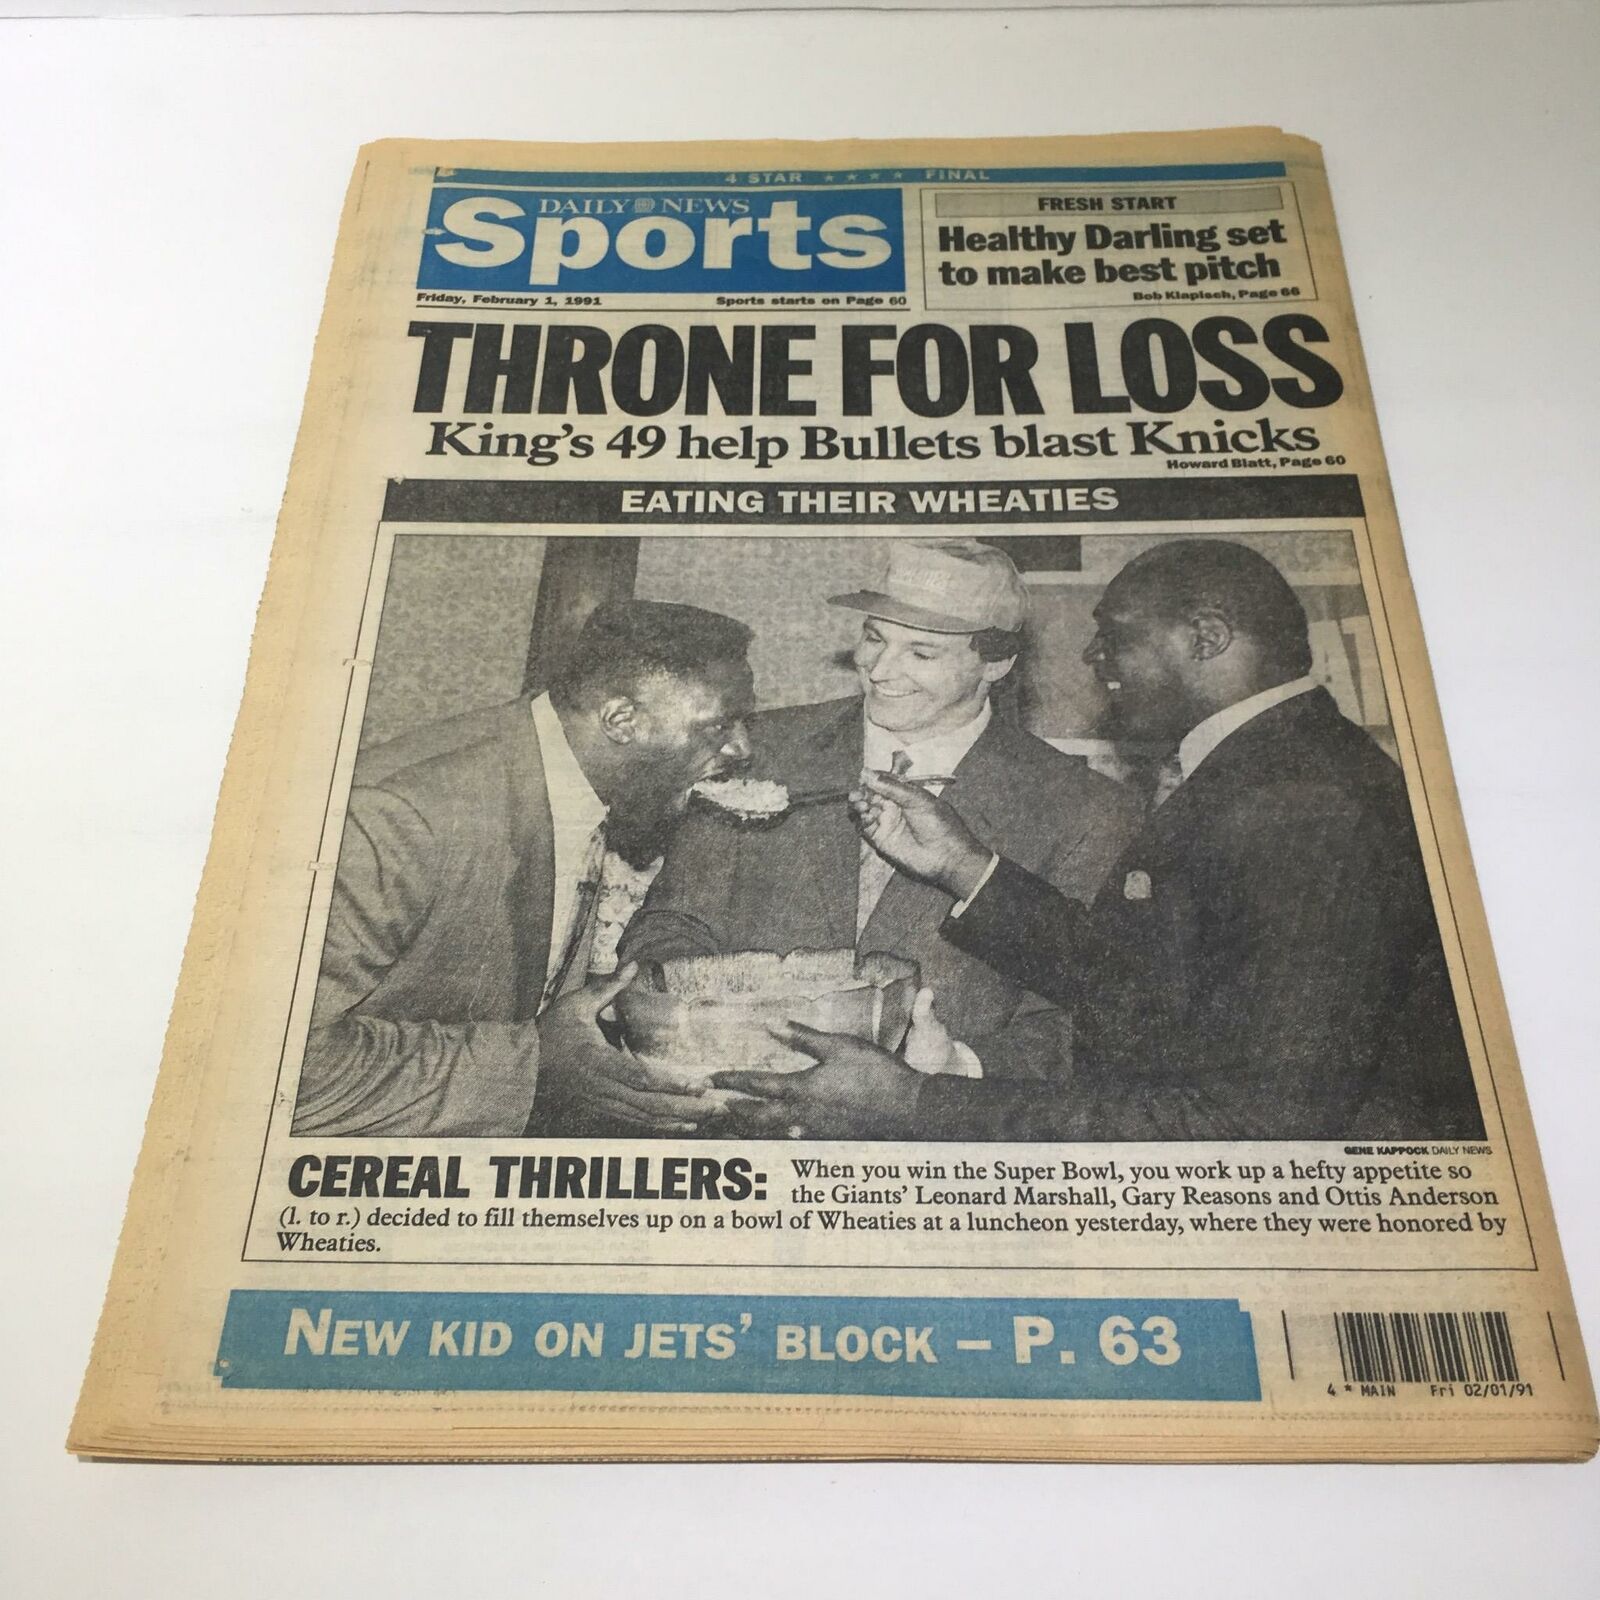 4 STAR ★ ★ ★ ★ FINAL
DAILY NEWS
Sports
Friday, February 1, 1991 Sports starts on Page 60
FRESH START
Healthy Darling set
to make best pitch
Bob Klapisch, Page 66
THRONE FOR LOSS
King's 49 help Bullets blast Knicks
Howard Blatt, Page 60
EATING THEIR WHEATIES
GENE KAPPOCK DAILY NEWS
CEREAL THRILLERS: When you win the Super Bowl, you work up a hefty appetite so
the Giants' Leonard Marshall, Gary Reasons and Ottis Anderson
(l. to r.) decided to fill themselves up on a bowl of Wheaties at a luncheon yesterday, where they were honored by
Wheaties.
NEW KID ON JETS' BLOCK – P. 63
4 * MAIN Fri 02/01/91